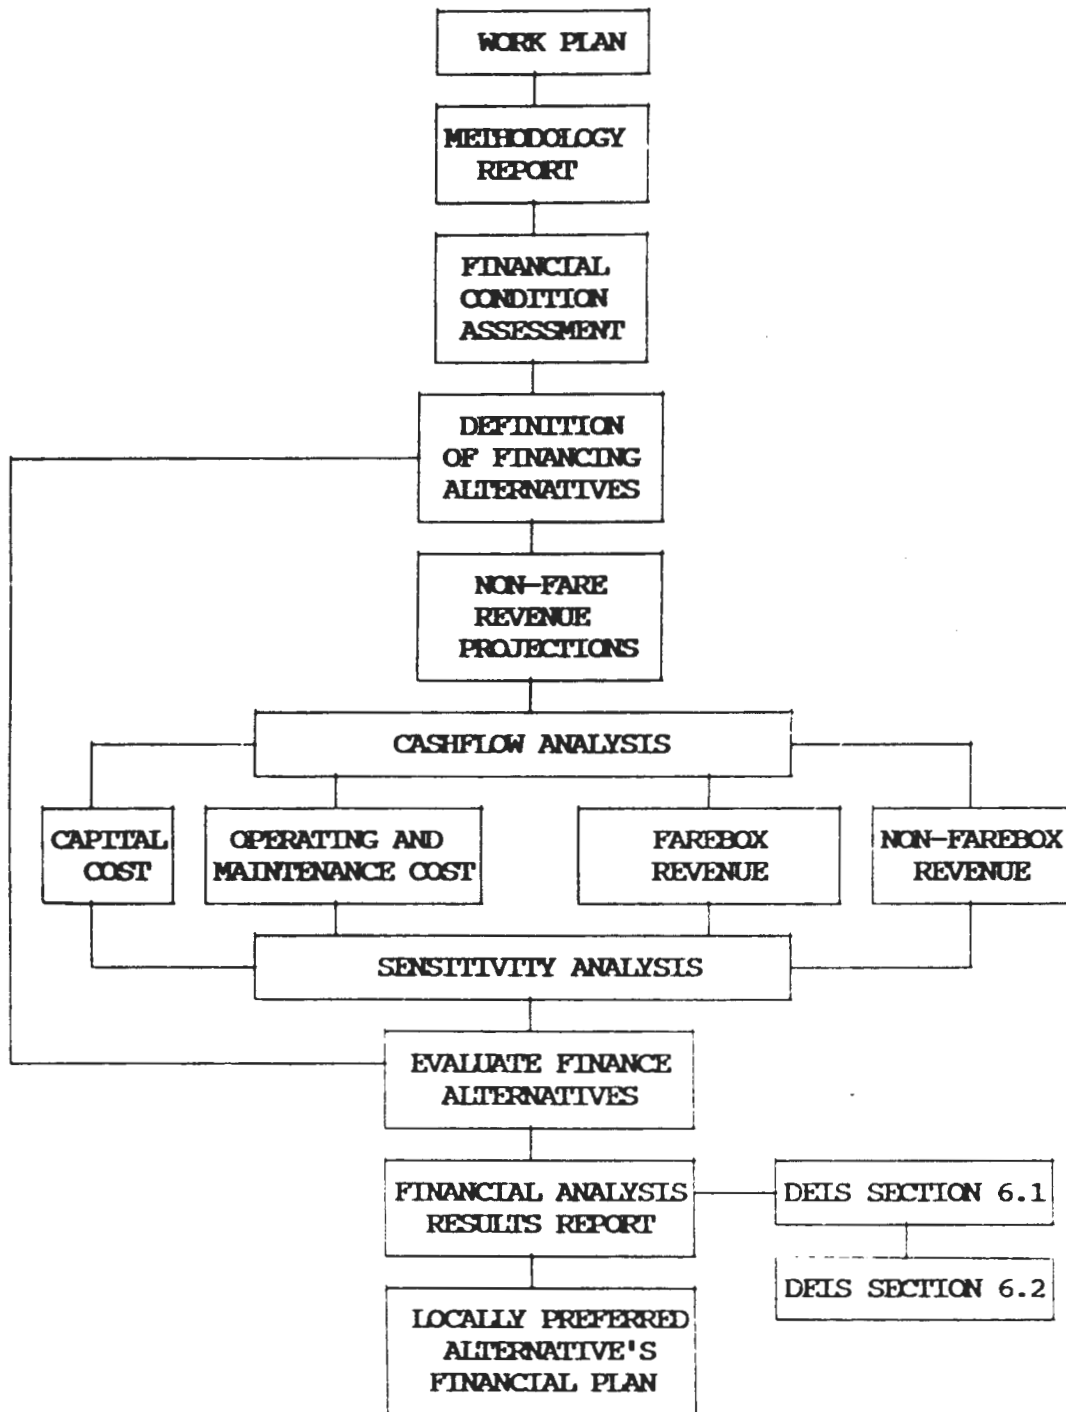 WORK PLAN
METHODOLOGY
REPORT
FINANCIAL
CONDITION
ASSESSMENT
DEFINITION
OF FINANCING
ALTERNATIVES
NON-FARE
REVENUE
PROJECTIONS
CASHFLOW ANALYSIS
CAPITAL
COST
OPERATING AND
MAINTENANCE COST
FAREBOX
REVENUE
NON-FAREBOX
REVENUE
SENSITIVITY ANALYSIS
EVALUATE FINANCE
ALTERNATIVES
FINANCIAL ANALYSIS
RESULTS REPORT
DEIS SECTION 6.1
DEIS SECTION 6.2
LOCALLY PREFERRED
ALTERNATIVE'S
FINANCIAL PLAN